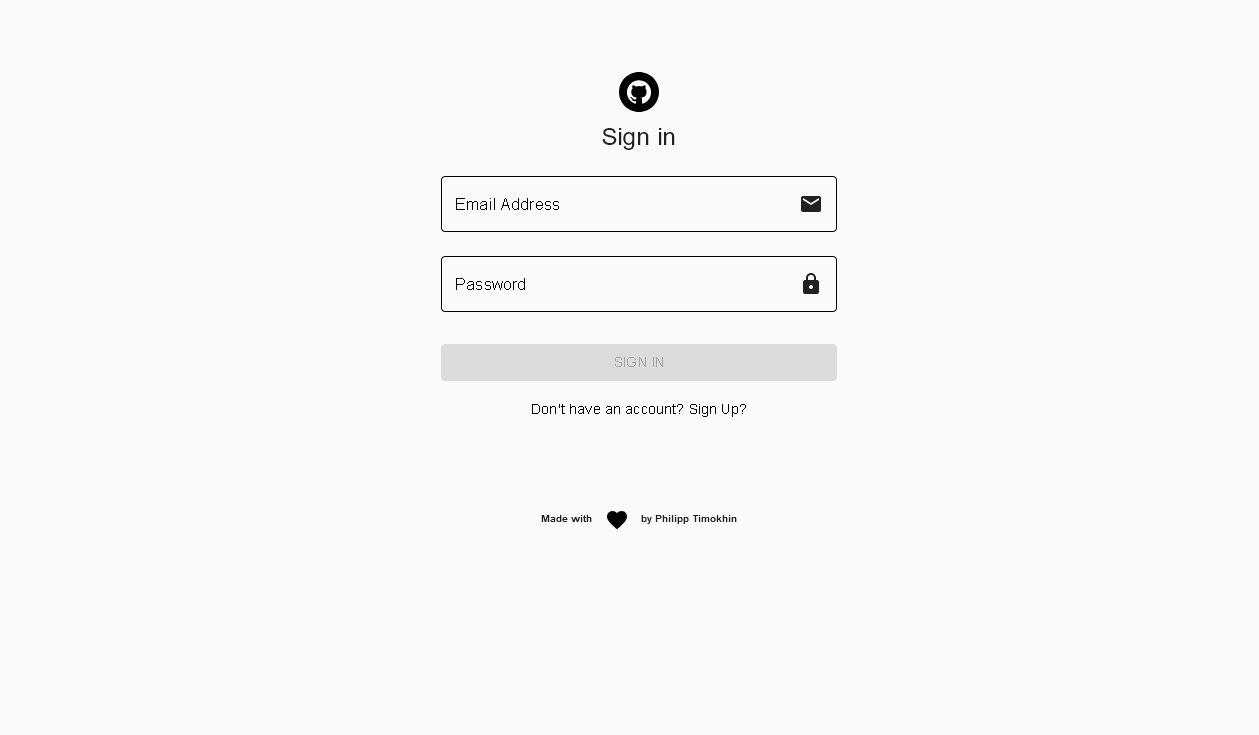 Sign in
Email Address
Password
SIGN IN
Don't have an account? Sign Up?
Made with by Philipp Timokhin